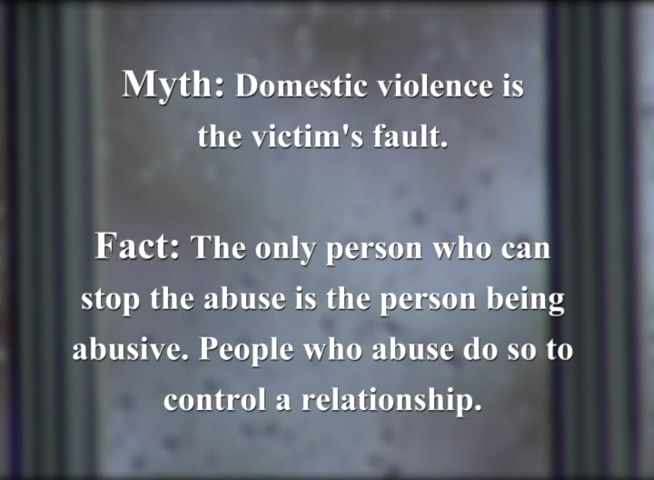 Myth: Domestic violence is
the victim's fault.
Fact: The only person who can
stop the abuse is the person being
abusive. People who abuse do so to
control a relationship.